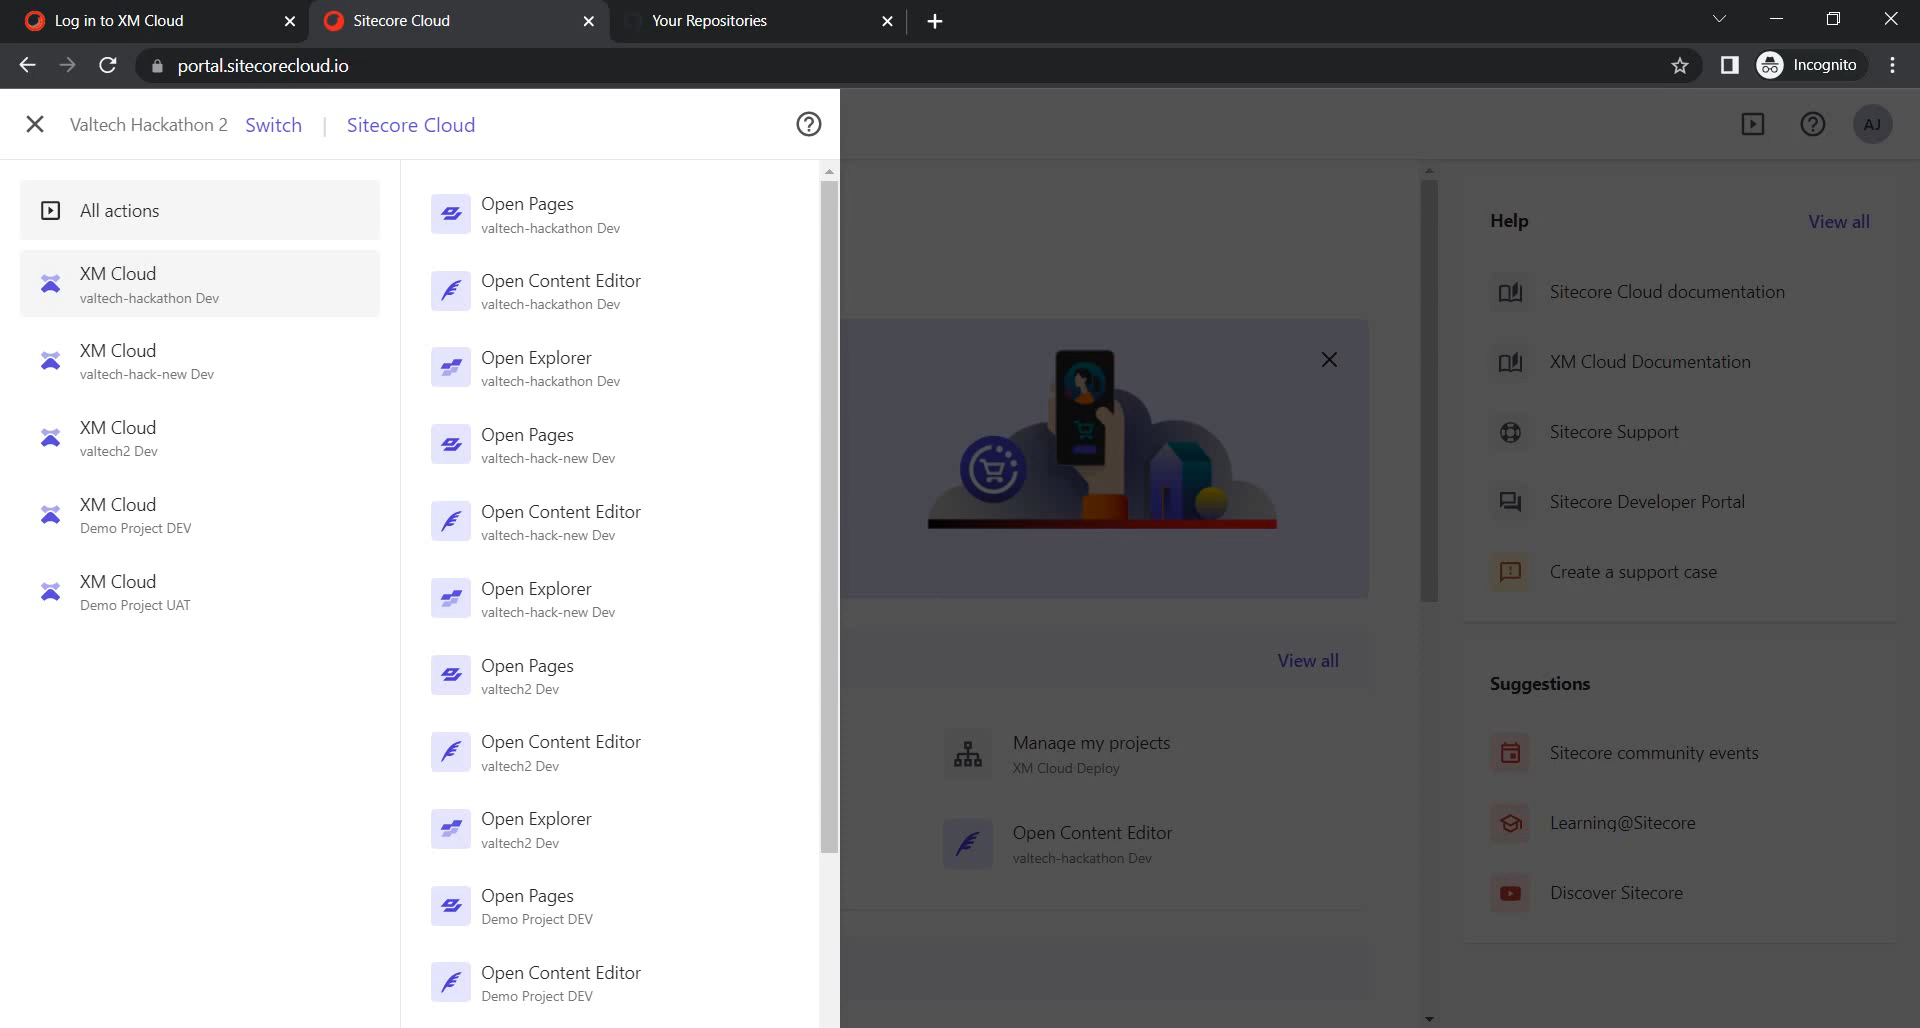 Log in to XM Cloud
Sitecore Cloud
Your Repositories
portal.sitecorecloud.io
Incognito
Valtech Hackathon 2 Switch | Sitecore Cloud
AJ
All actions
XM Cloud
valtech-hackathon Dev
XM Cloud
valtech-hack-new Dev
XM Cloud
valtech2 Dev
XM Cloud
Demo Project DEV
XM Cloud
Demo Project UAT
Open Pages
valtech-hackathon Dev
Open Content Editor
valtech-hackathon Dev
Open Explorer
valtech-hackathon Dev
Open Pages
valtech-hack-new Dev
Open Content Editor
valtech-hack-new Dev
Open Explorer
valtech-hack-new Dev
Open Pages
valtech2 Dev
Open Content Editor
valtech2 Dev
Open Explorer
valtech2 Dev
Open Pages
Demo Project DEV
Open Content Editor
Demo Project DEV
View all
Manage my projects
XM Cloud Deploy
Open Content Editor
valtech-hackathon Dev
Help
View all
Sitecore Cloud documentation
XM Cloud Documentation
Sitecore Support
Sitecore Developer Portal
Create a support case
Suggestions
Sitecore community events
Learning@Sitecore
Discover Sitecore